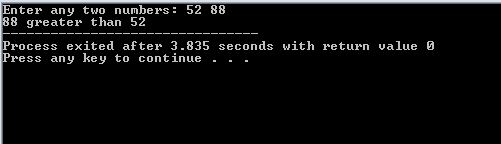 Enter any two numbers: 52 88
88 greater than 52
--------------------------------
Process exited after 3.835 seconds with return value 0
Press any key to continue . . .